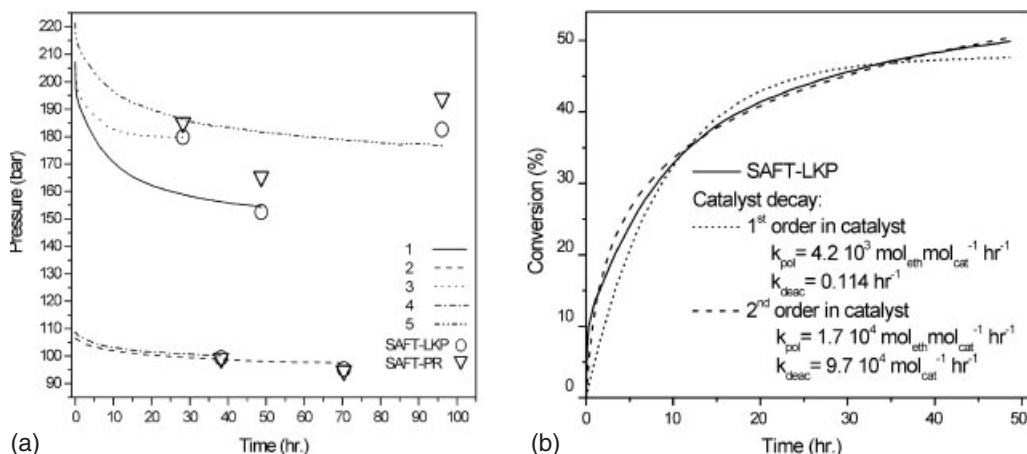 220
210
200
190
180
170
160
150
140
130
120
110
100
90
Pressure (bar)
1
2
3
4
5
SAFT-LKP
SAFT-PR
0 10 20 30 40 50 60 70 80 90 100
Time (hr.)
(a)
50
40
30
20
10
0
Conversion (%)
SAFT-LKP
Catalyst decay:
1st order in catalyst
kpol= 4.2 10³ molethmolcat⁻¹ hr⁻¹
kdeac= 0.114 hr⁻¹
2nd order in catalyst
kpol= 1.7 10⁴ molethmolcat⁻¹ hr⁻¹
kdeac= 9.7 10⁴ molcat⁻¹ hr⁻¹
0 10 20 30 40 50
Time (hr.)
(b)